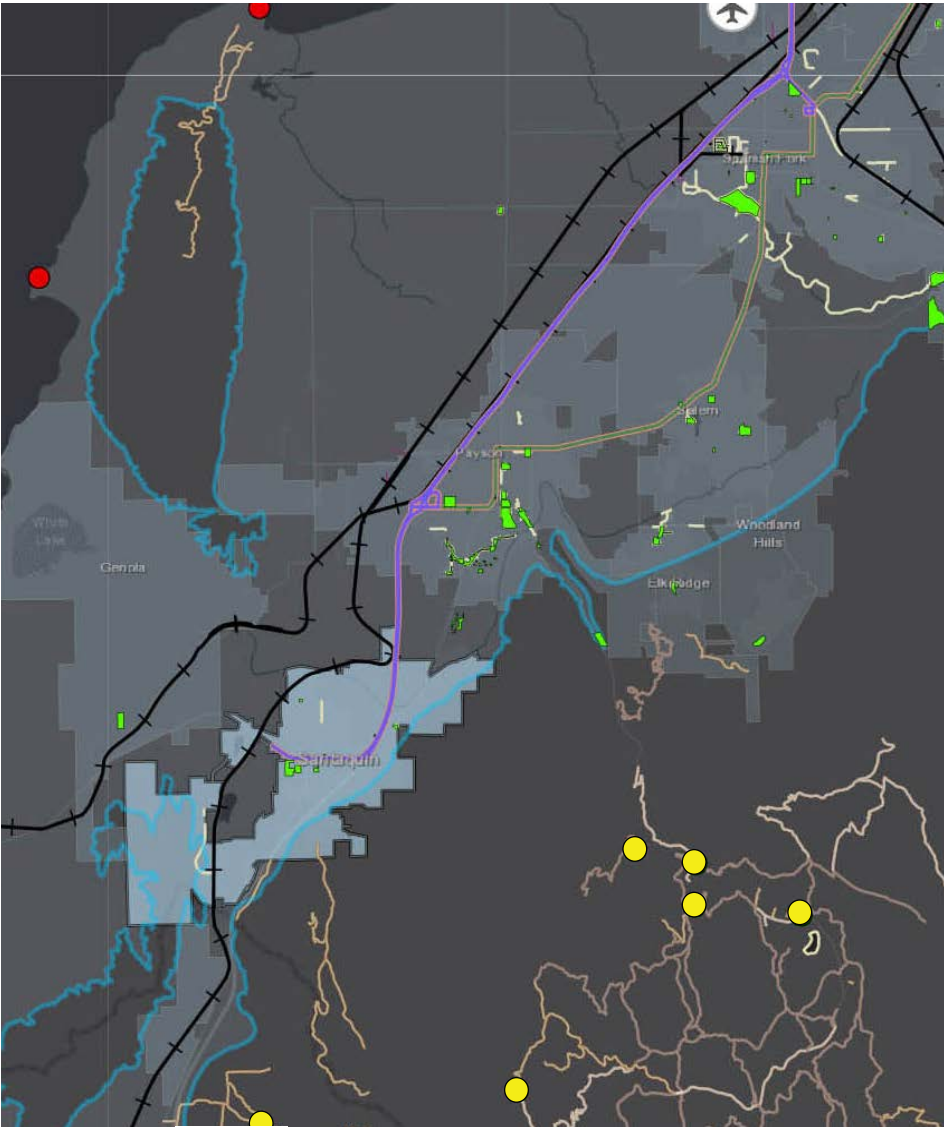 Spanish Fork
Salem
Payson
White
Lake
Woodland
Hills
Genola
Elk Ridge
Santaquin